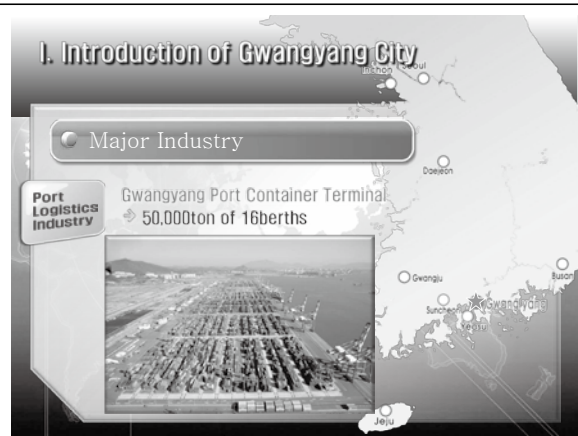 I. Introduction of Gwangyang City
Incheon
Seoul
Major Industry
Daejeon
Port
Logistics
Industry
Gwangyang Port Container Terminal
50,000ton of 16berths
Gwangju
Busan
Suncheon
Gwangyang
Yeosu
Jeju